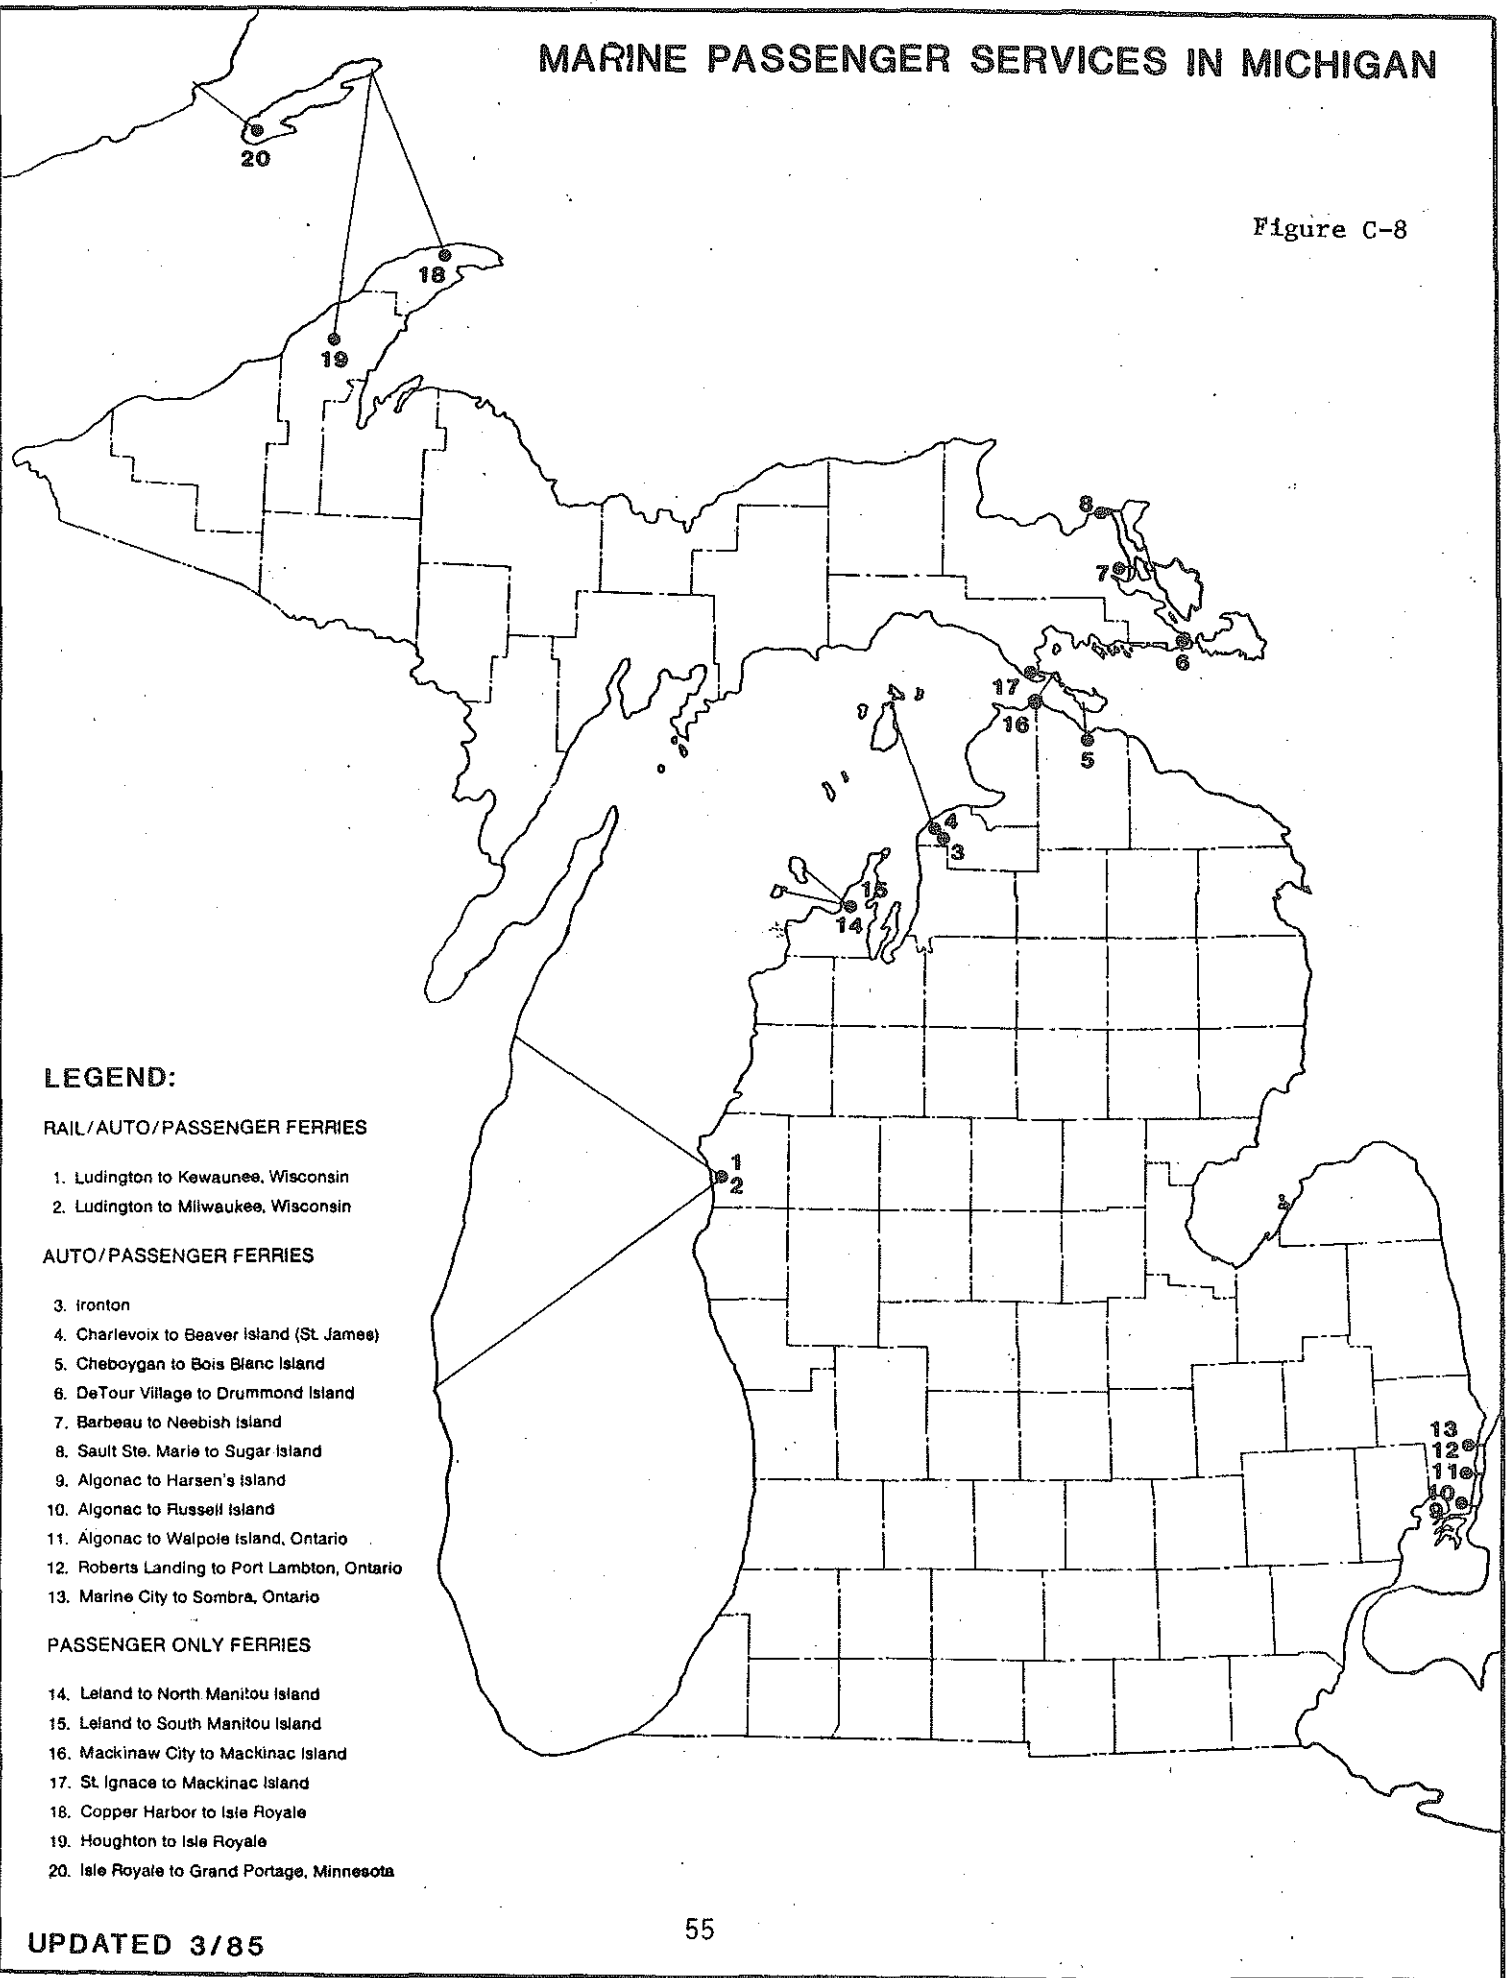 MARINE PASSENGER SERVICES IN MICHIGAN
Figure C-8
20
18
19
8
7
6
17
16
5
4
3
15
14
1
2
13
12
11
10
9
LEGEND:
RAIL/AUTO/PASSENGER FERRIES
1. Ludington to Kewaunee, Wisconsin
2. Ludington to Milwaukee, Wisconsin
AUTO/PASSENGER FERRIES
3. Ironton
4. Charlevoix to Beaver Island (St. James)
5. Cheboygan to Bois Blanc Island
6. DeTour Village to Drummond Island
7. Barbeau to Neebish Island
8. Sault Ste. Marie to Sugar Island
9. Algonac to Harsen's Island
10. Algonac to Russell Island
11. Algonac to Walpole Island, Ontario
12. Roberts Landing to Port Lambton, Ontario
13. Marine City to Sombra, Ontario
PASSENGER ONLY FERRIES
14. Leland to North Manitou Island
15. Leland to South Manitou Island
16. Mackinaw City to Mackinac Island
17. St. Ignace to Mackinac Island
18. Copper Harbor to Isle Royale
19. Houghton to Isle Royale
20. Isle Royale to Grand Portage, Minnesota
55
UPDATED 3/85